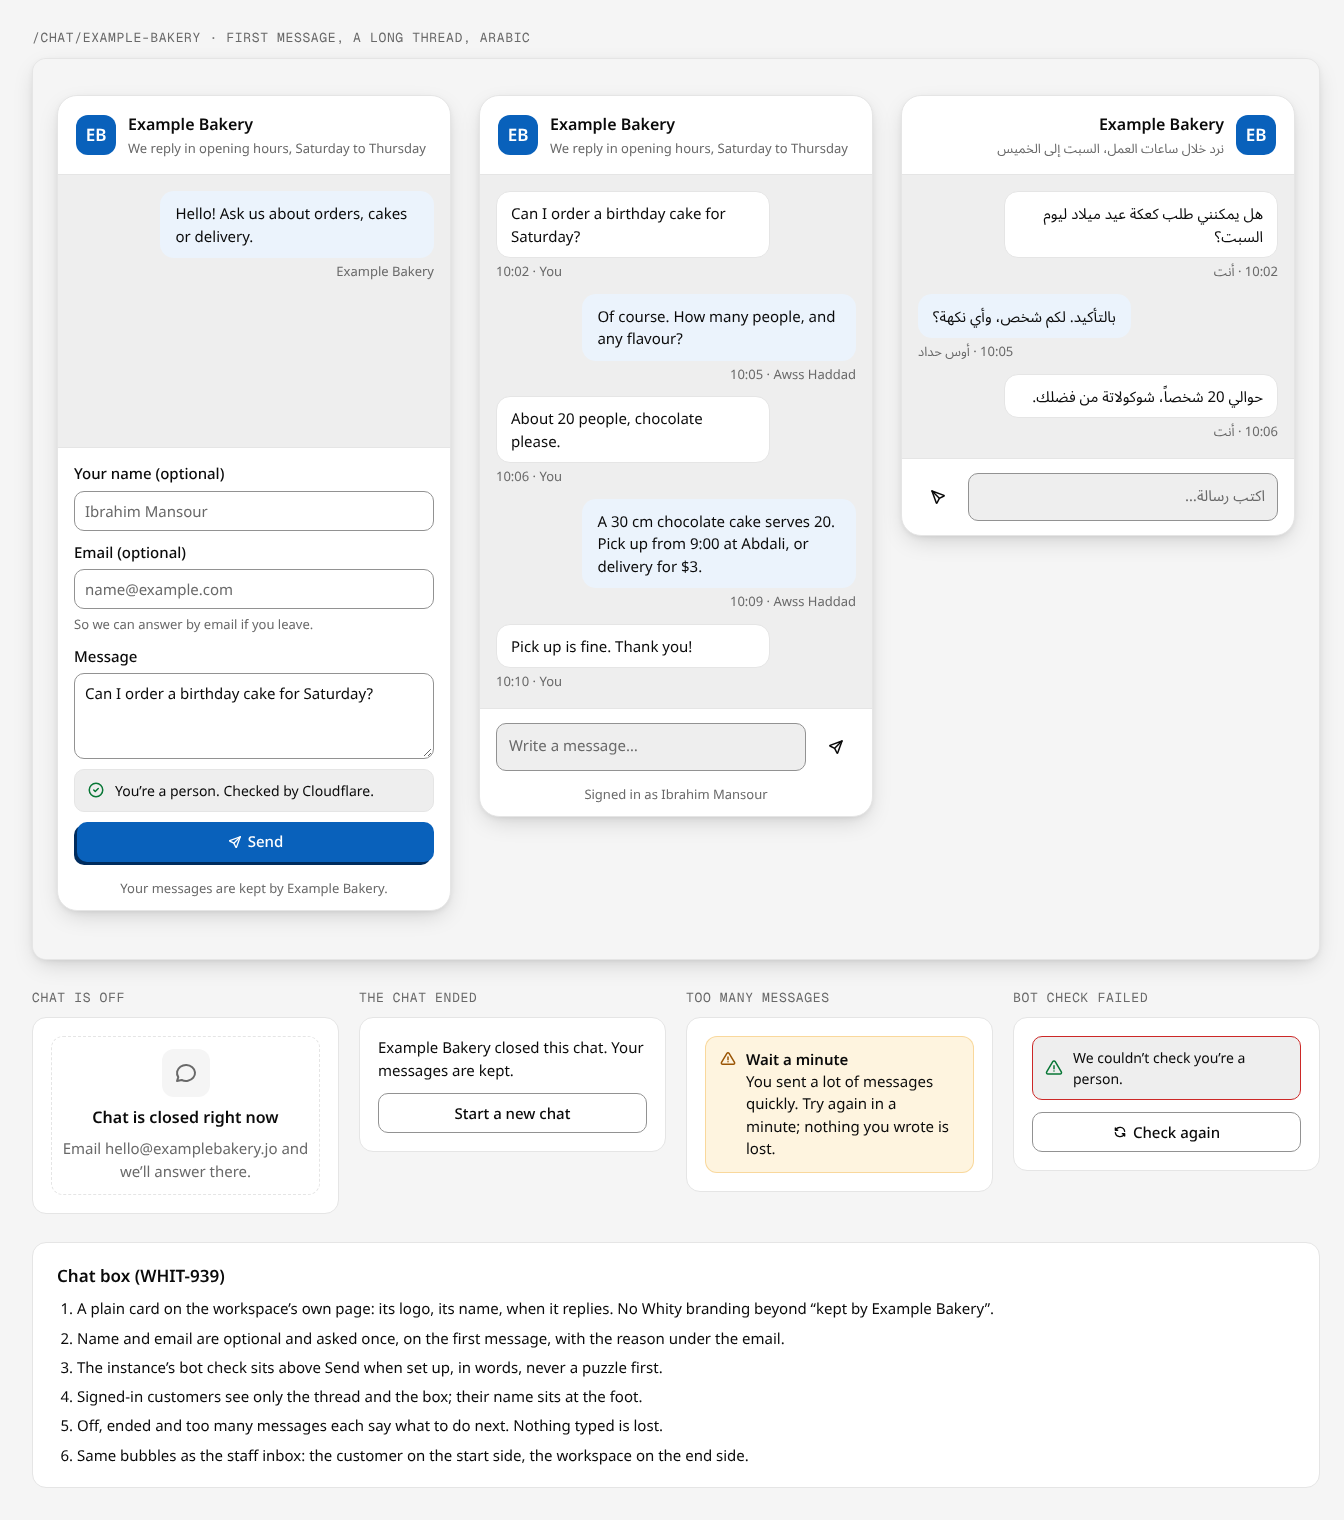 /CHAT/EXAMPLE-BAKERY · FIRST MESSAGE, A LONG THREAD, ARABIC
EB
Example Bakery
We reply in opening hours, Saturday to Thursday
Hello! Ask us about orders, cakes
or delivery.
Example Bakery
Your name (optional)
Ibrahim Mansour
Email (optional)
name@example.com
So we can answer by email if you leave.
Message
Can I order a birthday cake for Saturday?
You’re a person. Checked by Cloudflare.
Send
Your messages are kept by Example Bakery.
EB
Example Bakery
We reply in opening hours, Saturday to Thursday
Can I order a birthday cake for
Saturday?
10:02 · You
Of course. How many people, and
any flavour?
10:05 · Awss Haddad
About 20 people, chocolate
please.
10:06 · You
A 30 cm chocolate cake serves 20.
Pick up from 9:00 at Abdali, or
delivery for $3.
10:09 · Awss Haddad
Pick up is fine. Thank you!
10:10 · You
Write a message...
Signed in as Ibrahim Mansour
EB
Example Bakery
نرد خلال ساعات العمل، السبت إلى الخميس
هل يمكنني طلب كعكة عيد ميلاد ليوم
السبت؟
10:02 · أنت
بالتأكيد. لكم شخص، وأي نكهة؟
10:05 · أوس حداد
حوالي 20 شخصاً، شوكولاتة من فضلك.
10:06 · أنت
اكتب رسالة...
CHAT IS OFF
Chat is closed right now
Email hello@examplebakery.jo and
we’ll answer there.
THE CHAT ENDED
Example Bakery closed this chat. Your
messages are kept.
Start a new chat
TOO MANY MESSAGES
Wait a minute
You sent a lot of messages
quickly. Try again in a
minute; nothing you wrote is
lost.
BOT CHECK FAILED
We couldn’t check you’re a
person.
Check again
Chat box (WHIT-939)
1. A plain card on the workspace’s own page: its logo, its name, when it replies. No Whity branding beyond “kept by Example Bakery”.
2. Name and email are optional and asked once, on the first message, with the reason under the email.
3. The instance’s bot check sits above Send when set up, in words, never a puzzle first.
4. Signed-in customers see only the thread and the box; their name sits at the foot.
5. Off, ended and too many messages each say what to do next. Nothing typed is lost.
6. Same bubbles as the staff inbox: the customer on the start side, the workspace on the end side.